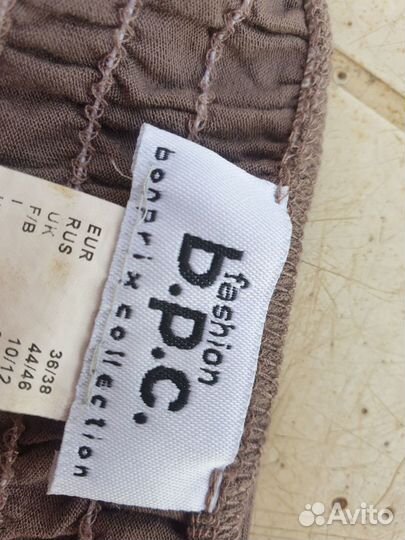 bonprix collection
b.p.c.
fashion
EUR 36/38
RUS 44/46
UK 10/12
F/B
I
Avito